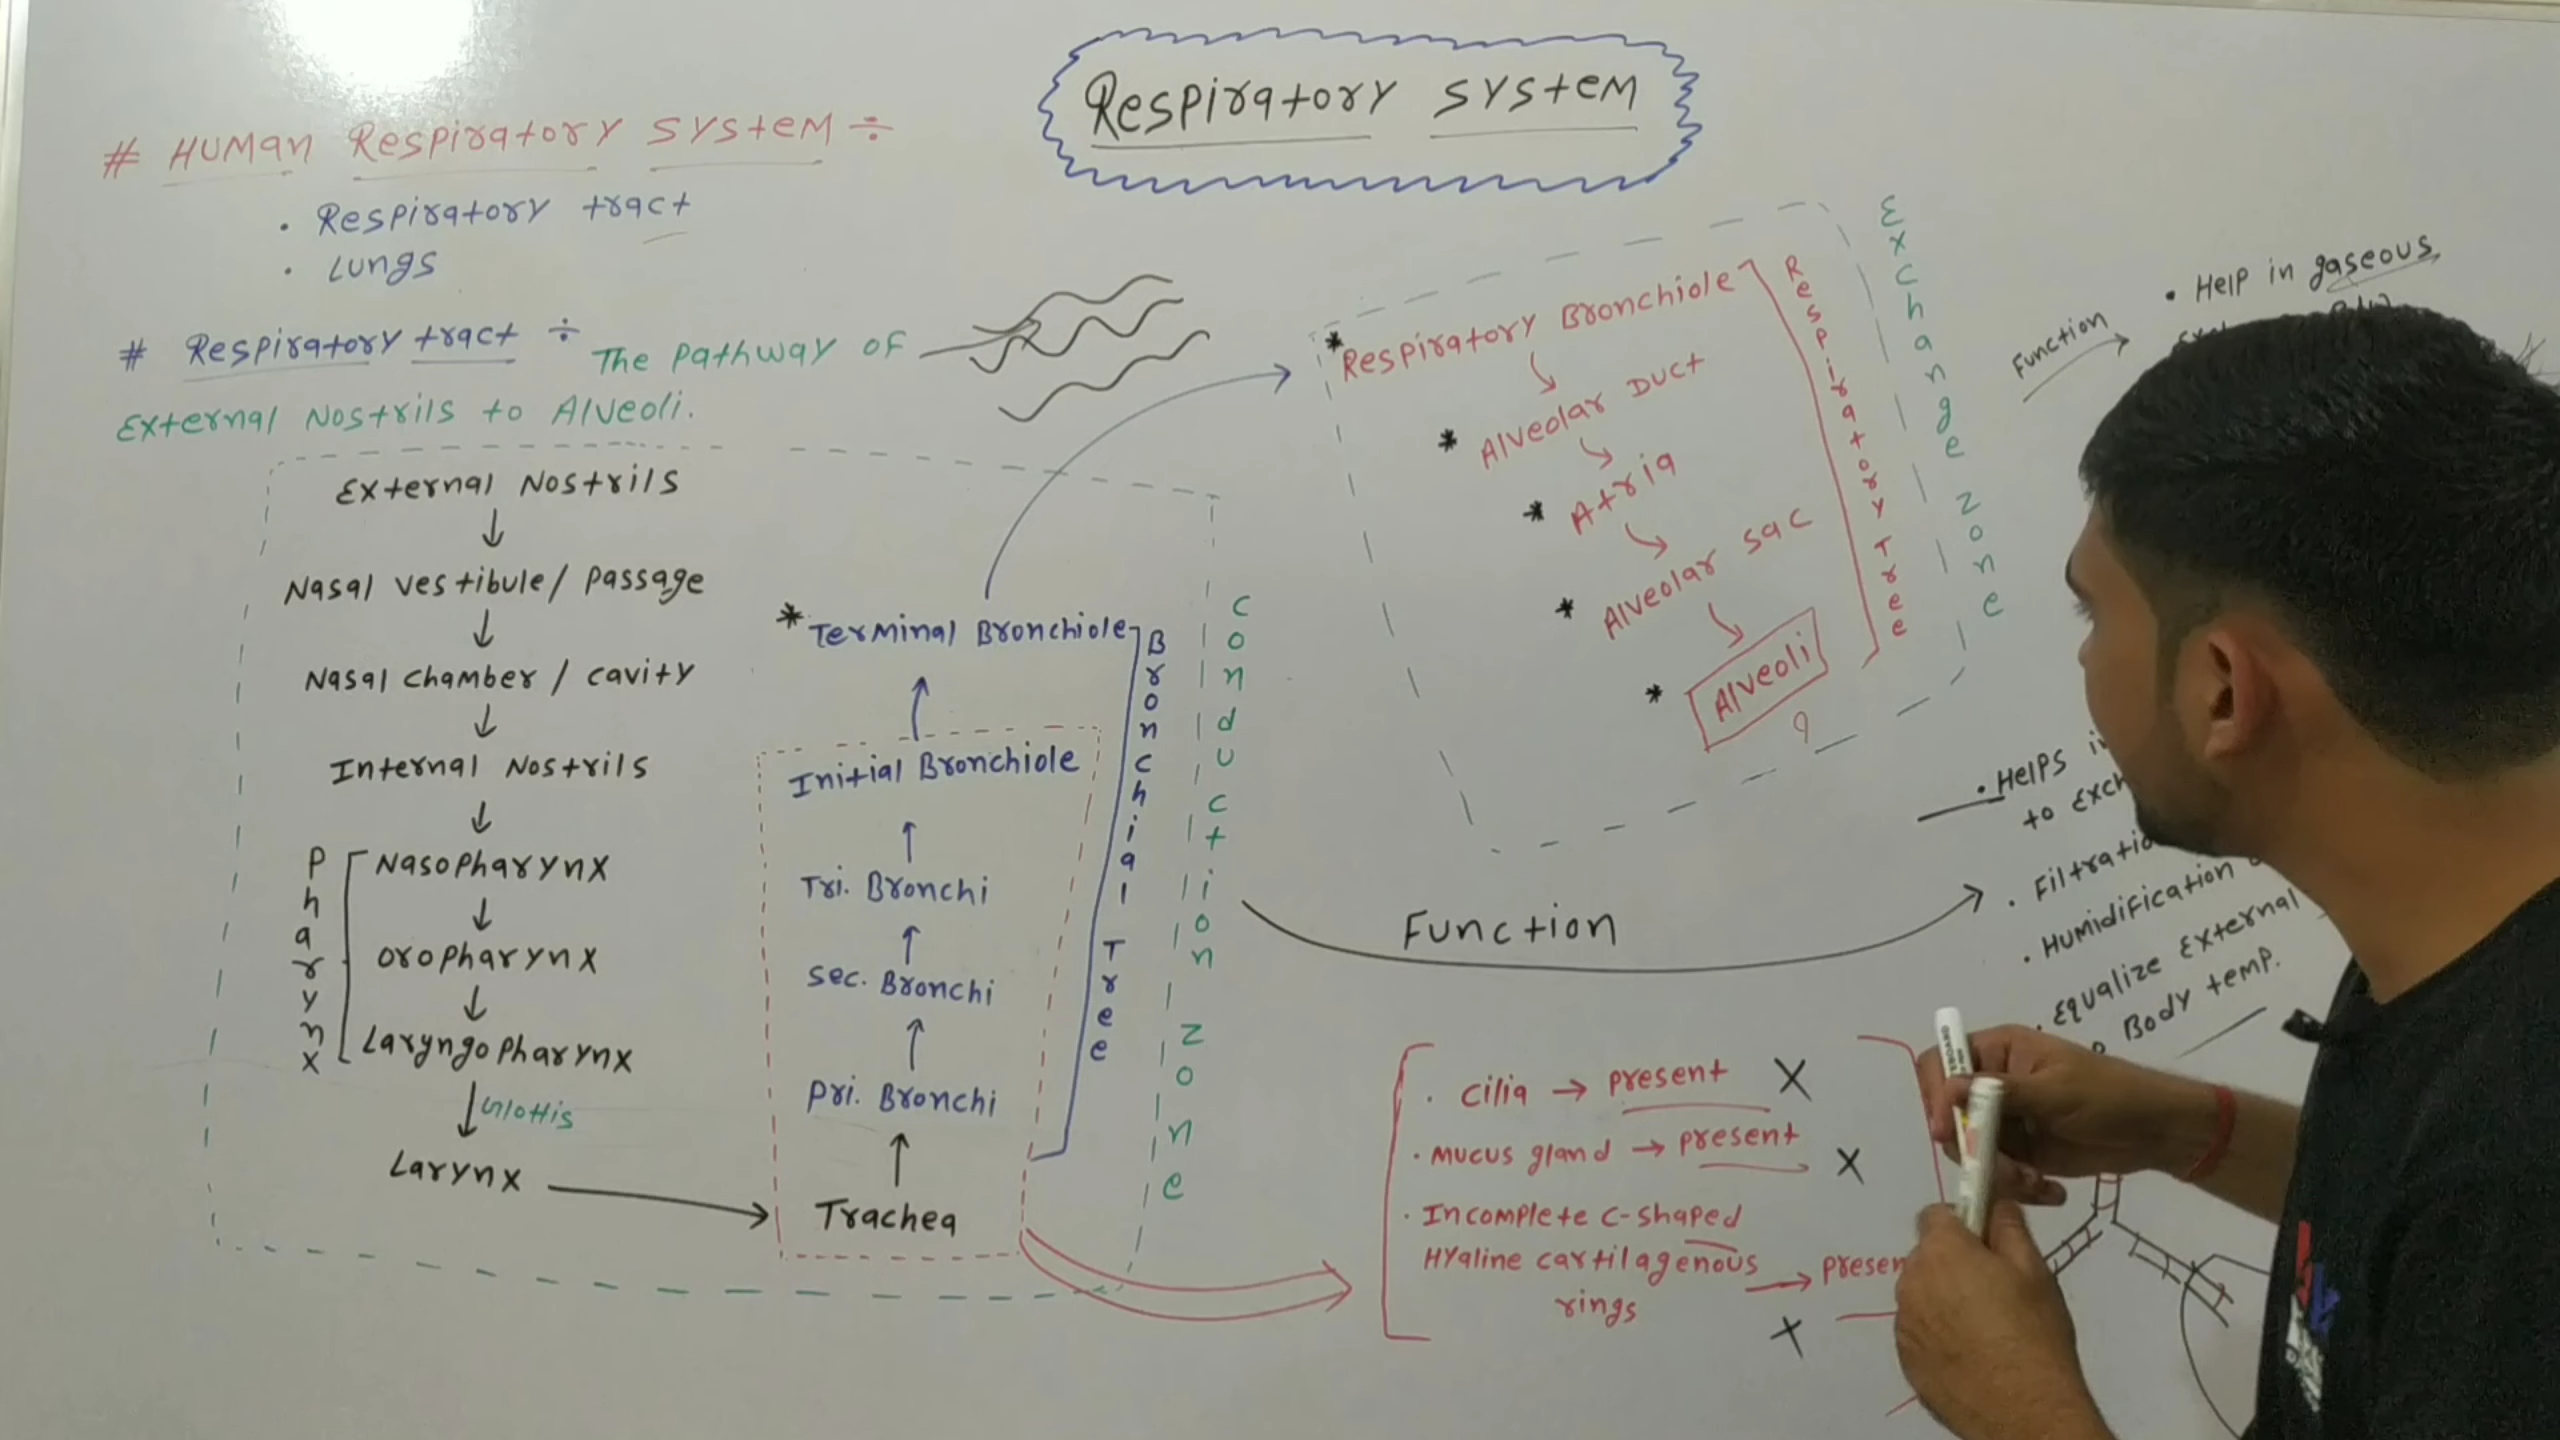 Respiratory system
# Human Respiratory system ÷
• Respiratory tract
• Lungs
# Respiratory tract ÷ The pathway of
External Nostrils to Alveoli.
External Nostrils
↓
Nasal vestibule / passage
↓
Nasal chamber / cavity
↓
Internal Nostrils
↓
Pharynx
Nasopharynx
↓
Oropharynx
↓
Laryngopharynx
↓ Glottis
Larynx →
* Terminal Bronchiole
↑
Initial Bronchiole
↑
Tri. Bronchi
↑
Sec. Bronchi
↑
Pri. Bronchi
↑
Trachea
Bronchial Tree
Conduction Zone
* Respiratory Bronchiole
* Alveolar Duct
* Atria
* Alveolar sac
* Alveoli
Respiratory Tree
Exchange Zone
Function →
• Help in gaseous
Function
• Helps
to
• 
• Humidification
• Equalize External
Body temp.
• cilia → present X
• Mucus gland → present X
• Incomplete C-shaped
Hyaline cartilagenous →
rings X